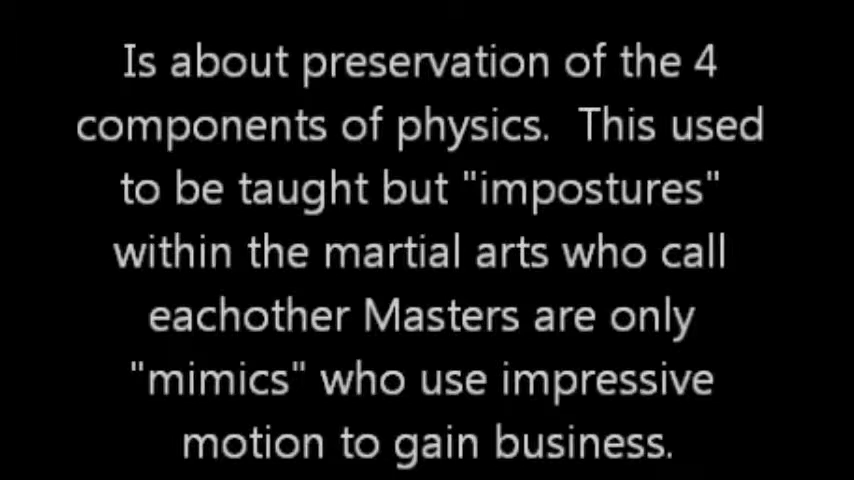 Is about preservation of the 4
components of physics.  This used
to be taught but "impostures"
within the martial arts who call
eachother Masters are only
"mimics" who use impressive
motion to gain business.